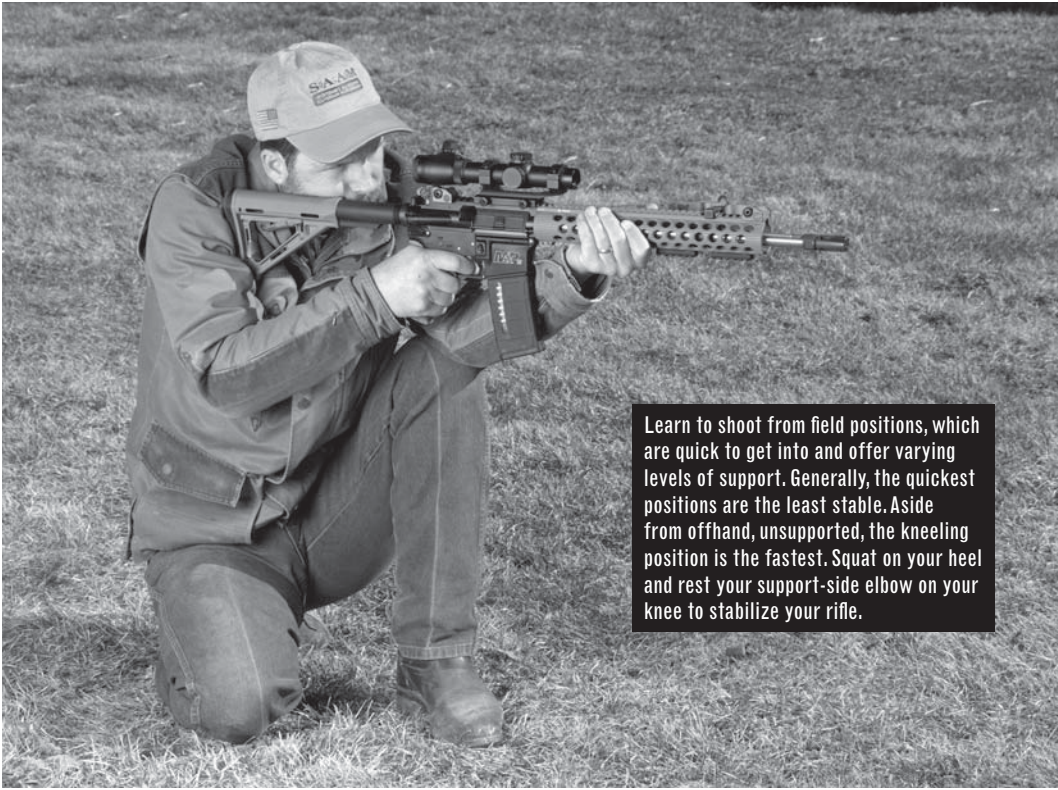 S.A.A.M
M&P
Learn to shoot from field positions, which
are quick to get into and offer varying
levels of support. Generally, the quickest
positions are the least stable. Aside
from offhand, unsupported, the kneeling
position is the fastest. Squat on your heel
and rest your support-side elbow on your
knee to stabilize your rifle.